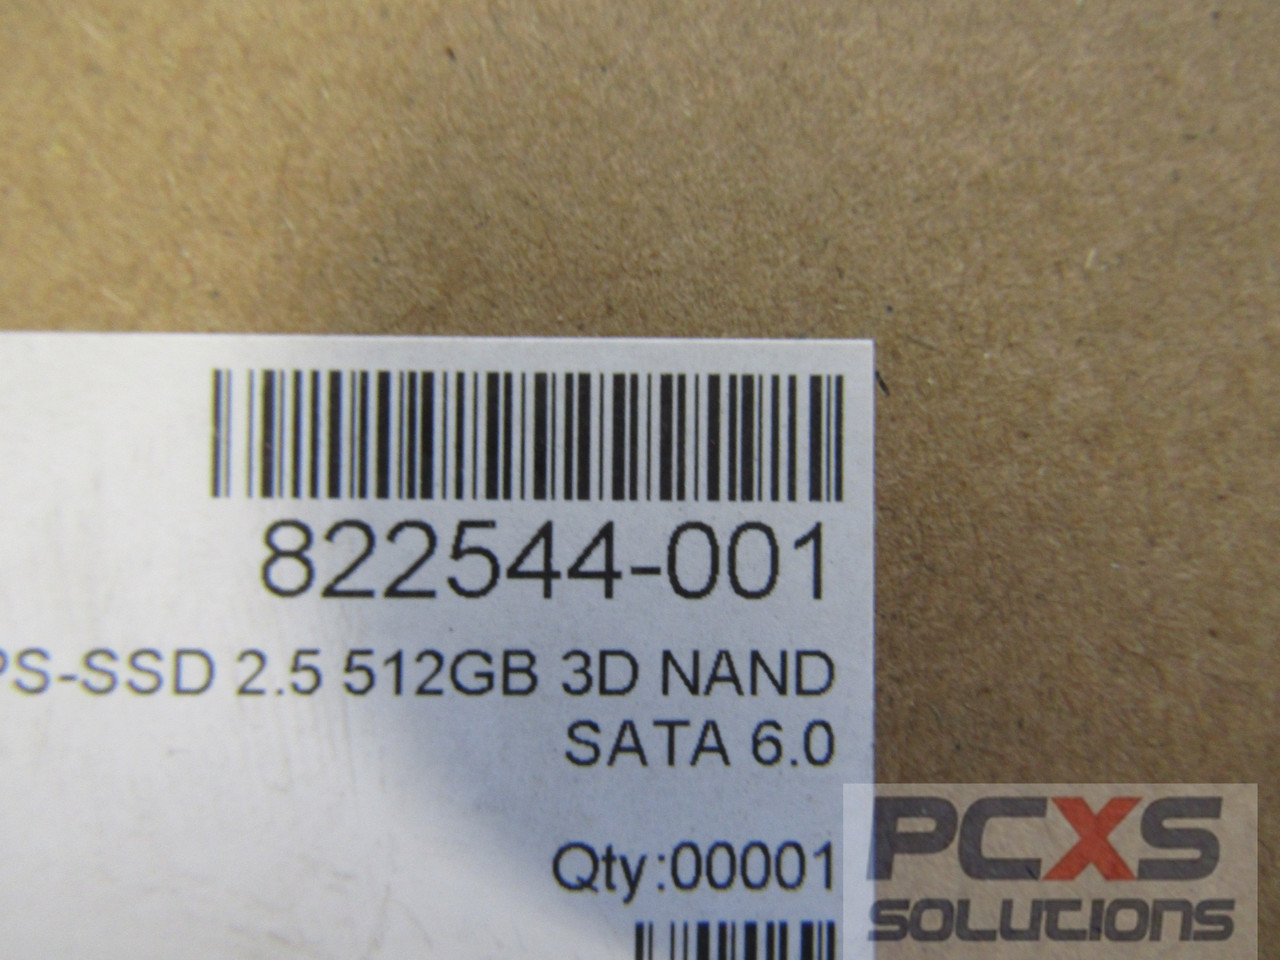 822544-001
PS-SSD 2.5 512GB 3D NAND
SATA 6.0
Qty:00001
PCXS
SOLUTIONS